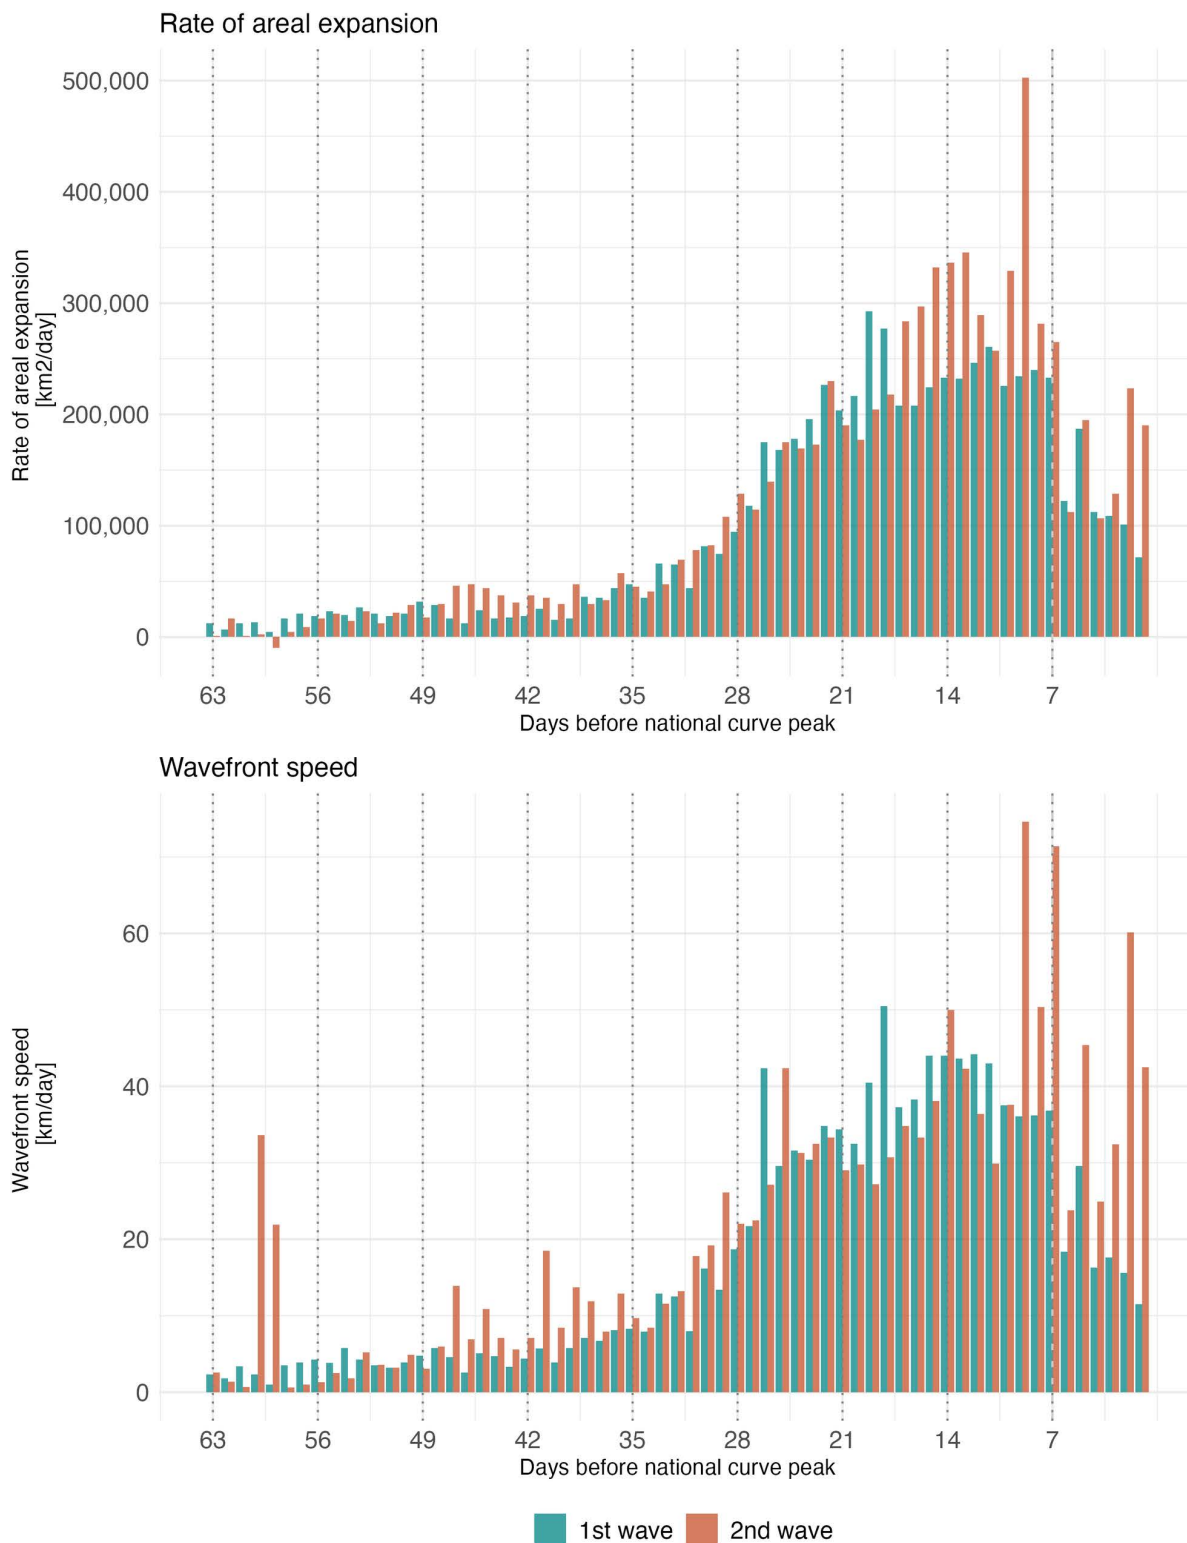 Rate of areal expansion
500,000
400,000
300,000
200,000
100,000
0
Rate of areal expansion
[km2/day]
63 56 49 42 35 28 21 14 7
Days before national curve peak
Wavefront speed
60
40
20
0
Wavefront speed
[km/day]
63 56 49 42 35 28 21 14 7
Days before national curve peak
1st wave 2nd wave